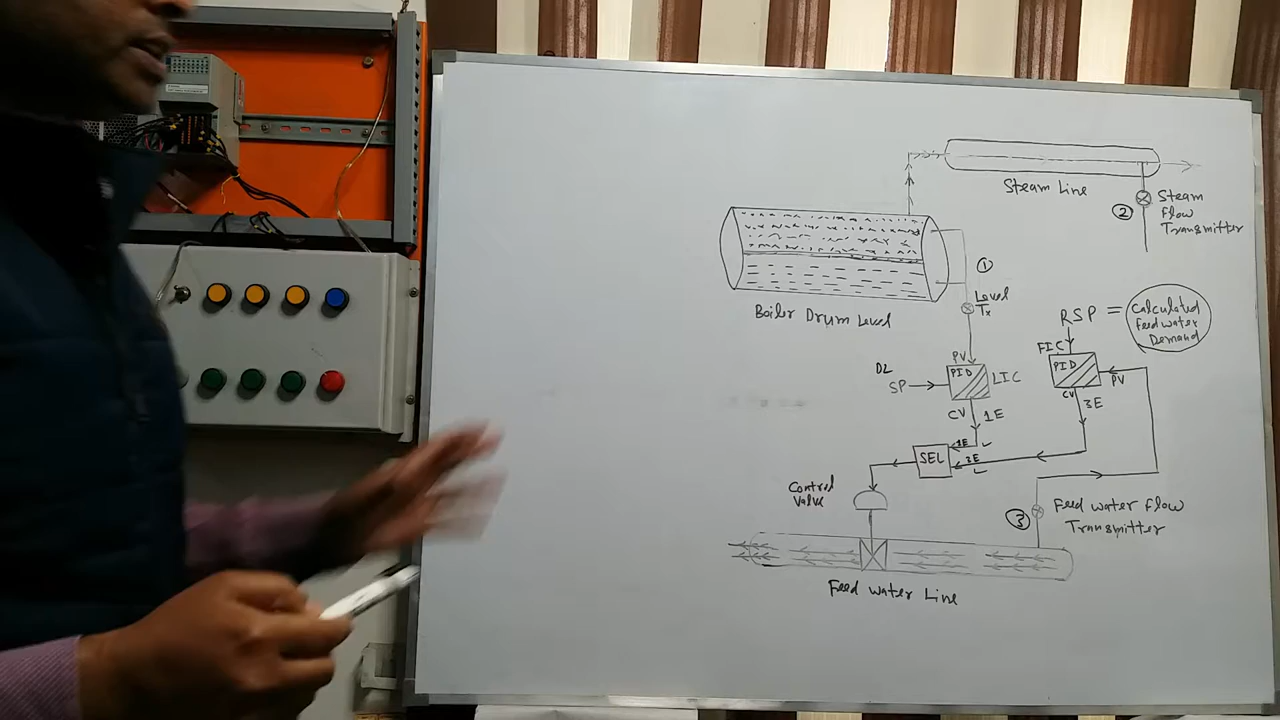 Steam Line
② Steam
Flow
Transmitter
①
Level
Tx
Boiler Drum Level
RSP = Calculated
Feed water
Demand
FIC
PID
PV
CV
3E
PV
DL
SP
PID
LIC
CV 1E
1E
SEL
3E
Control
Valve
③ Feed water Flow
Transmitter
Feed water Line